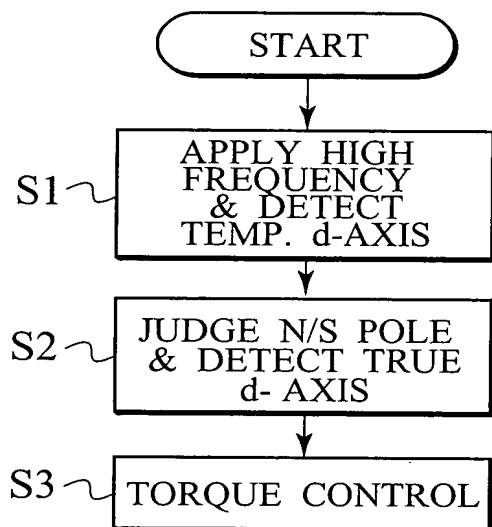 START
S1
APPLY HIGH
FREQUENCY
& DETECT
TEMP. d-AXIS
S2
JUDGE N/S POLE
& DETECT TRUE
d- AXIS
S3
TORQUE CONTROL